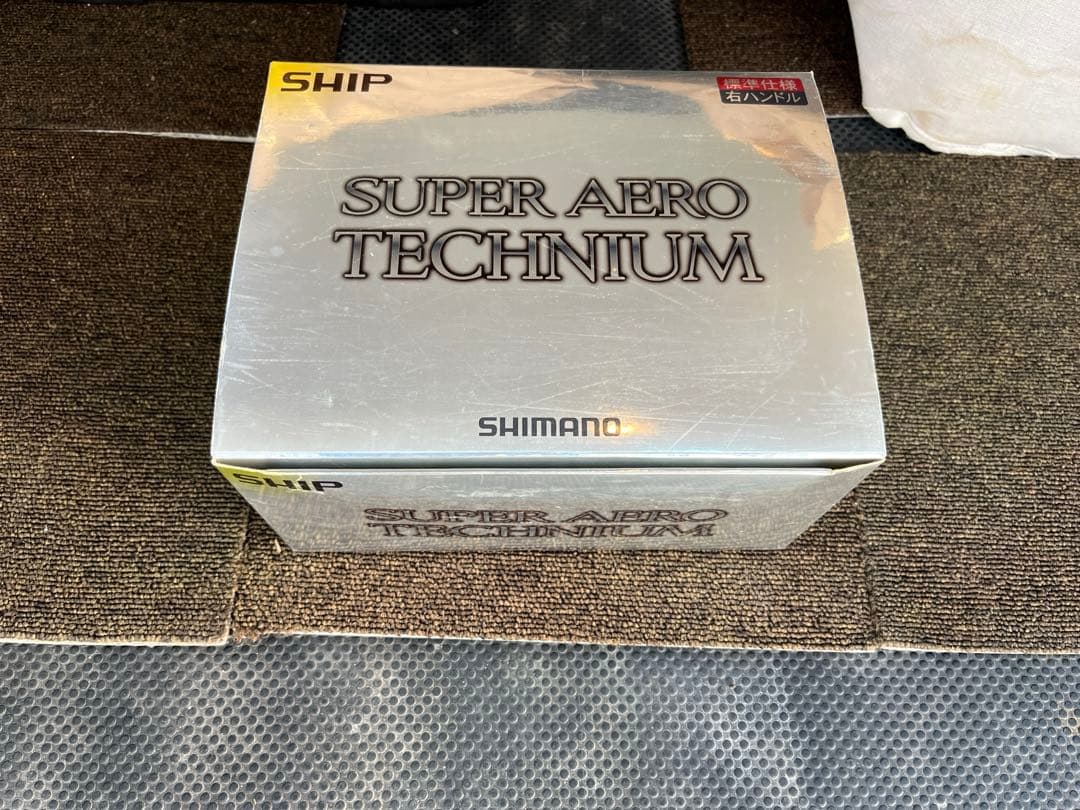 SHIP
標準仕様
右ハンドル
SUPER AERO
TECHNIUM
SHIMANO
SHIP
SUPER AERO
TECHNIUM